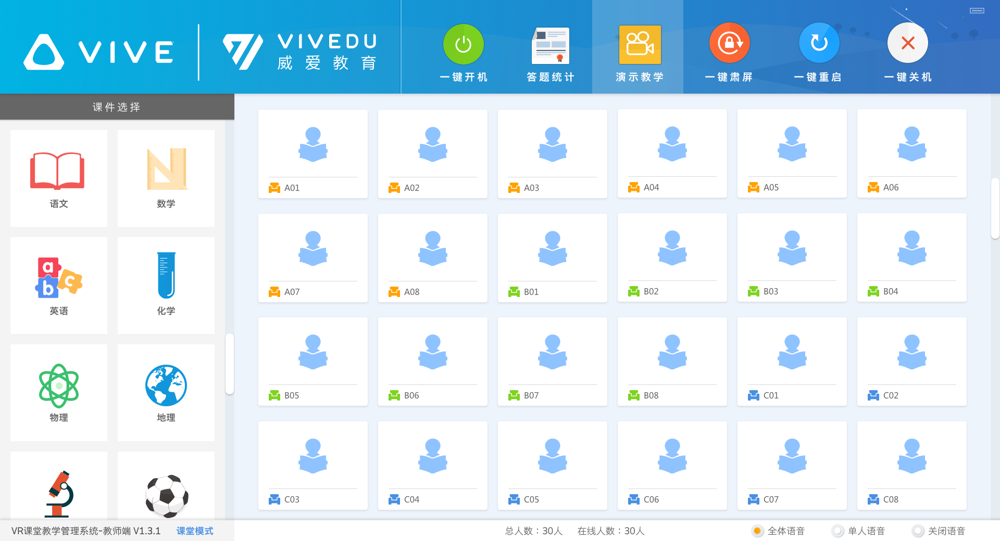 VIVE
VIVEDU
威爱教育
一键开机
答题统计
演示教学
一键肃屏
一键重启
一键关机
课件选择
语文
数学
a
b
c
英语
化学
物理
地理
A01
A02
A03
A04
A05
A06
A07
A08
B01
B02
B03
B04
B05
B06
B07
B08
C01
C02
C03
C04
C05
C06
C07
C08
VR课堂教学管理系统-教师端 V1.3.1
课堂模式
总人数：30人
在线人数：30人
全体语音
单人语音
关闭语音